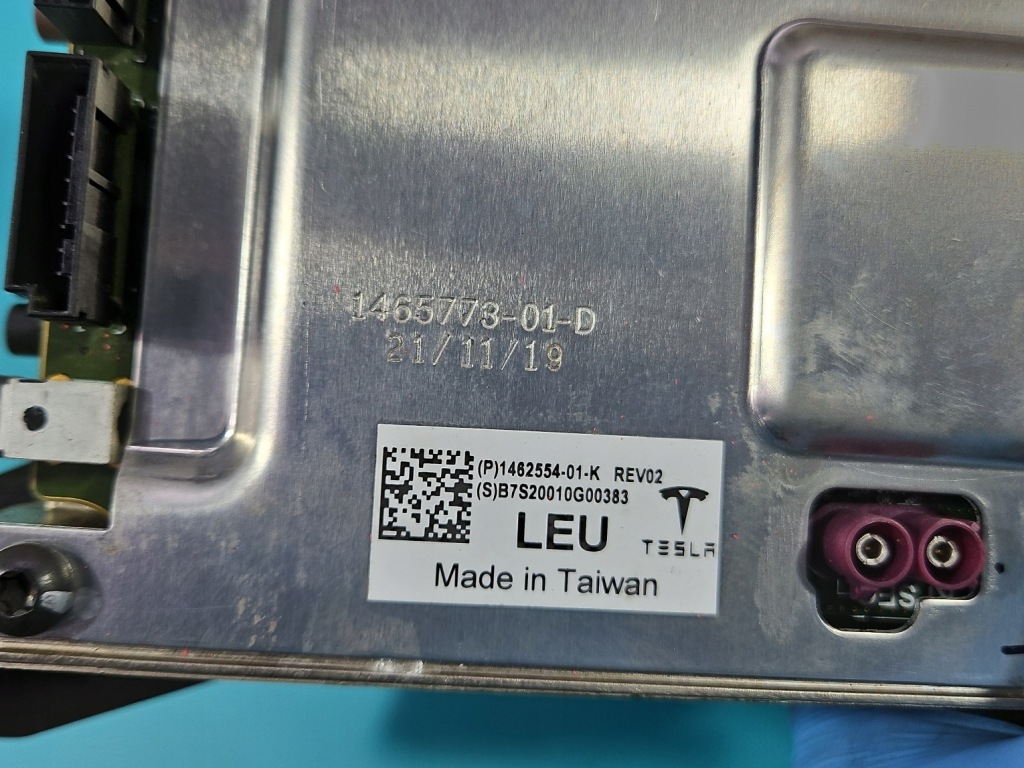 1465773-01-D
21/11/19
(P)1462554-01-K REV02
(S)B7S20010G00383
LEU
TESLA
Made in Taiwan